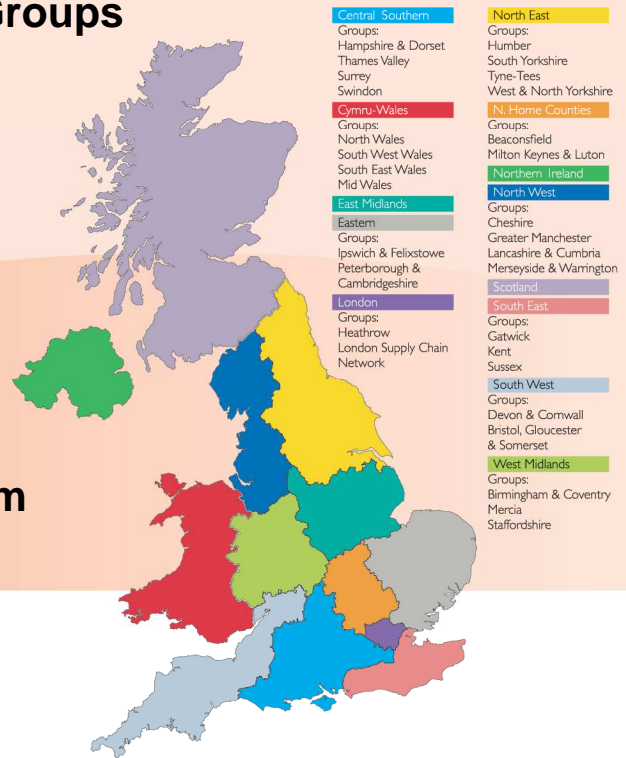 Groups
Central Southern
Groups:
Hampshire & Dorset
Thames Valley
Surrey
Swindon
Cymru-Wales
Groups:
North Wales
South West Wales
South East Wales
Mid Wales
East Midlands
Eastern
Groups:
Ipswich & Felixstowe
Peterborough &
Cambridgeshire
London
Groups:
Heathrow
London Supply Chain
Network
North East
Groups:
Humber
South Yorkshire
Tyne-Tees
West & North Yorkshire
N. Home Counties
Groups:
Beaconsfield
Milton Keynes & Luton
Northern Ireland
North West
Groups:
Cheshire
Greater Manchester
Lancashire & Cumbria
Merseyside & Warrington
Scotland
South East
Groups:
Gatwick
Kent
Sussex
South West
Groups:
Devon & Cornwall
Bristol, Gloucester
& Somerset
West Midlands
Groups:
Birmingham & Coventry
Mercia
Staffordshire
m